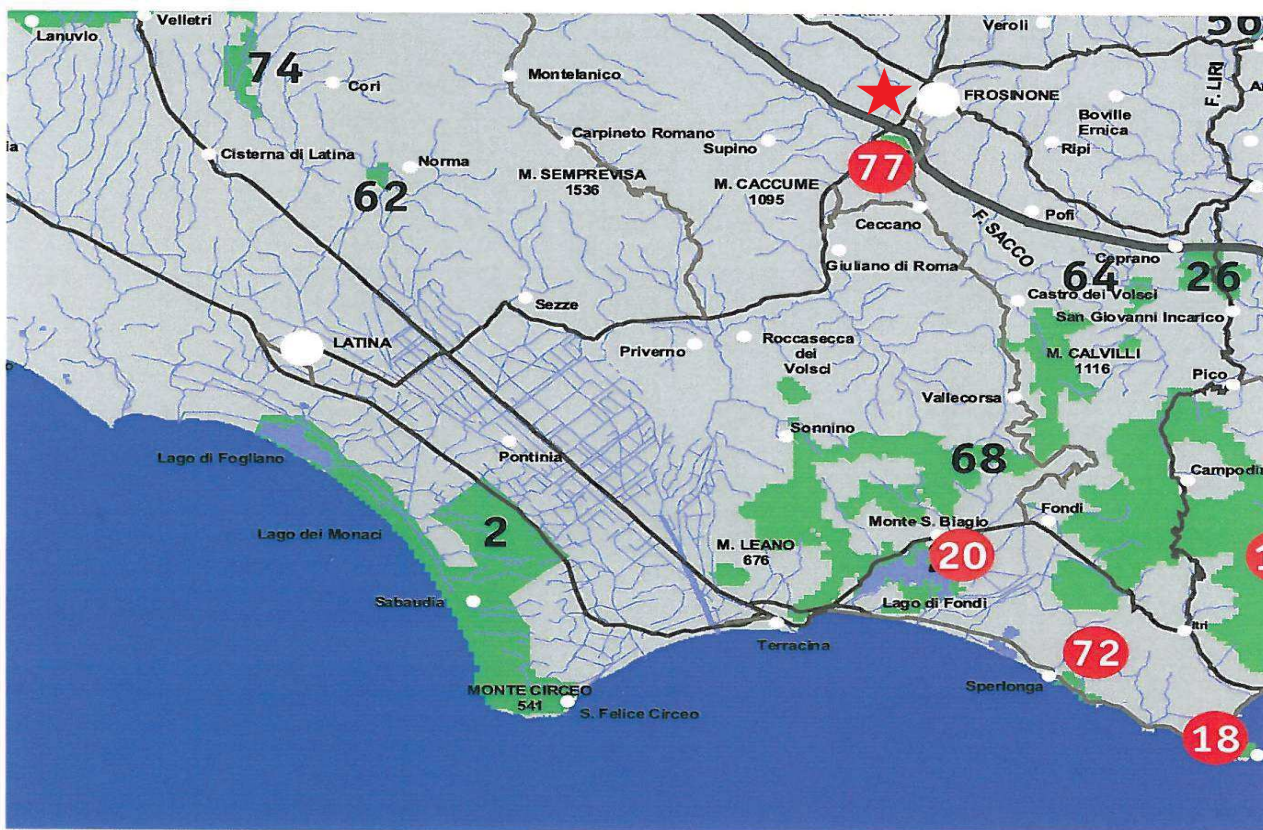 Velletri
Lanuvio
Veroli
56
74
Cori
Montelanico
FROSINONE
F. LIRI
Boville
Ernica
Carpineto Romano
Supino
Ripi
Cisterna di Latina
Norma
62
M. SEMPREVISA
1536
M. CACCUME
1095
77
Pofi
Ceccano
F. SACCO
Giuliano di Roma
Ceprano
64
26
Castro dei Volsci
San Giovanni Incarico
Sezze
LATINA
Priverno
Roccasecca
dei
Volsci
M. CALVILLI
1116
Pico
Vallecorsa
Sonnino
Lago di Fogliano
Pontinia
68
Campodi
2
Monte S. Biagio
Fondi
Lago dei Monaci
M. LEANO
676
20
Sabaudia
Lago di Fondi
Terracina
Itri
72
Sperlonga
MONTE CIRCEO
541
S. Felice Circeo
18